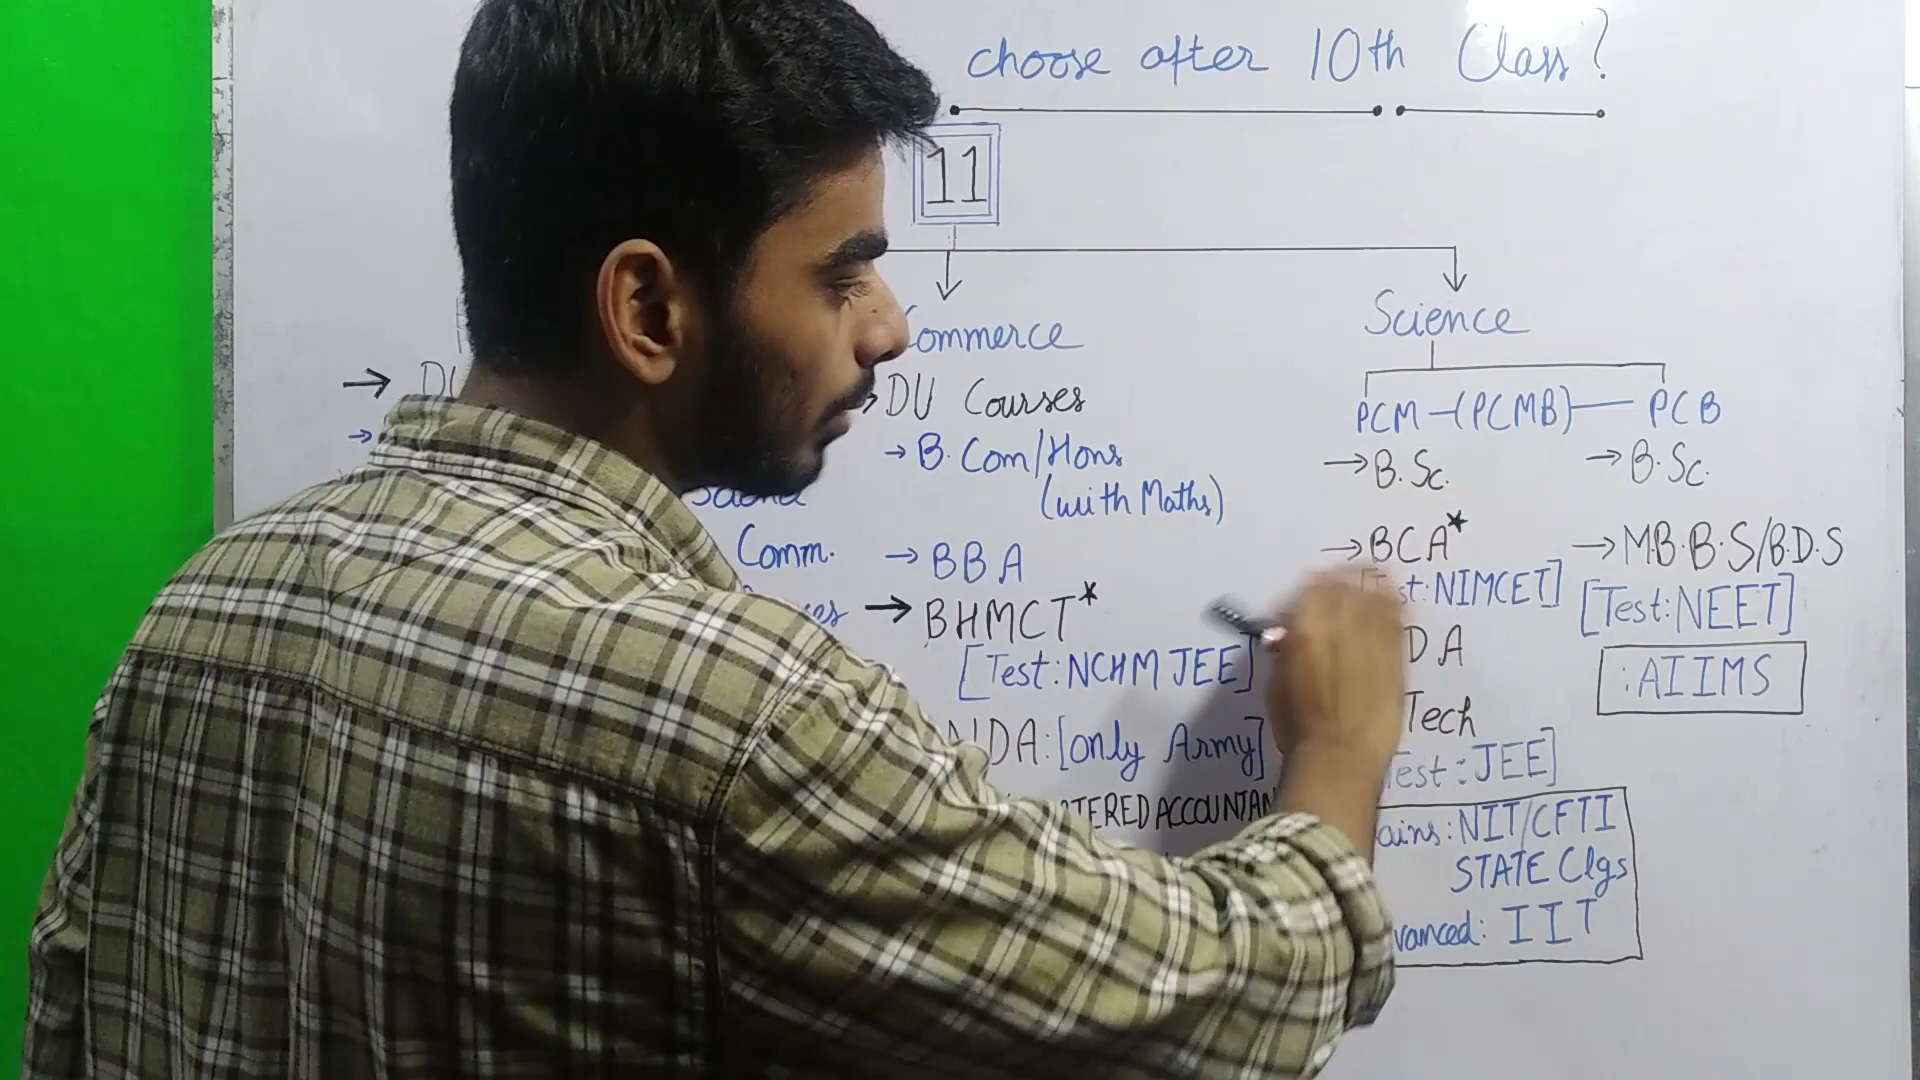 choose after 10th Class?
11
Commerce
Science
DU Courses
PCM-(PCMB)-PCB
→ B.Com/Hons
(with Maths)
→ B.Sc.
→ B.Sc.
Comm.
→ BBA
→ BCA*
[Test:NIMCET]
→ M.B.B.S/B.D.S
[Test:NEET]
→ BHMCT*
[Test:NCHM JEE]
DA
:AIIMS
NDA:[only Army]
Tech
Test:JEE]
TERED ACCOUNTAN
ains: NIT/CFTI
STATE Clgs
vanced: IIT